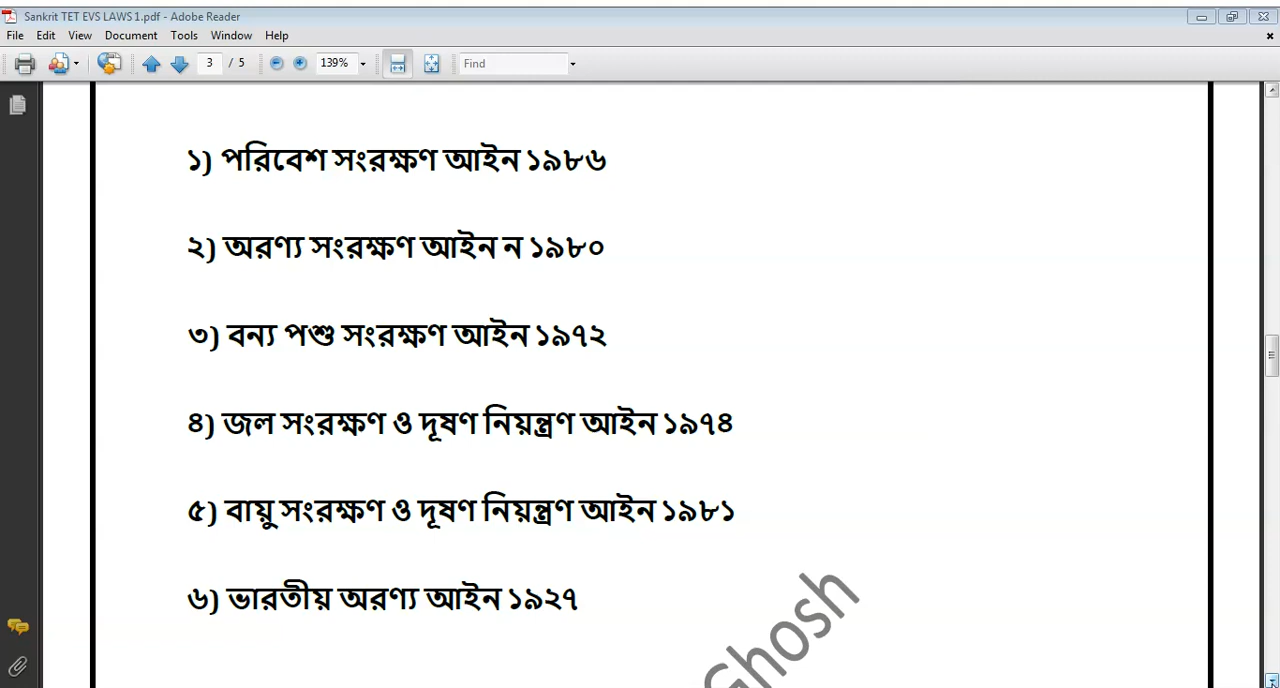 Sankrit TET EVS LAWS 1.pdf - Adobe Reader
File Edit View Document Tools Window Help
3 / 5 139% Find
১) পরিবেশ সংরক্ষণ আইন ১৯৮৬
২) অরণ্য সংরক্ষণ আইন ন ১৯৮০
৩) বন্য পশু সংরক্ষণ আইন ১৯৭২
৪) জল সংরক্ষণ ও দূষণ নিয়ন্ত্রণ আইন ১৯৭৪
৫) বায়ু সংরক্ষণ ও দূষণ নিয়ন্ত্রণ আইন ১৯৮১
৬) ভারতীয় অরণ্য আইন ১৯২৭
Ghosh